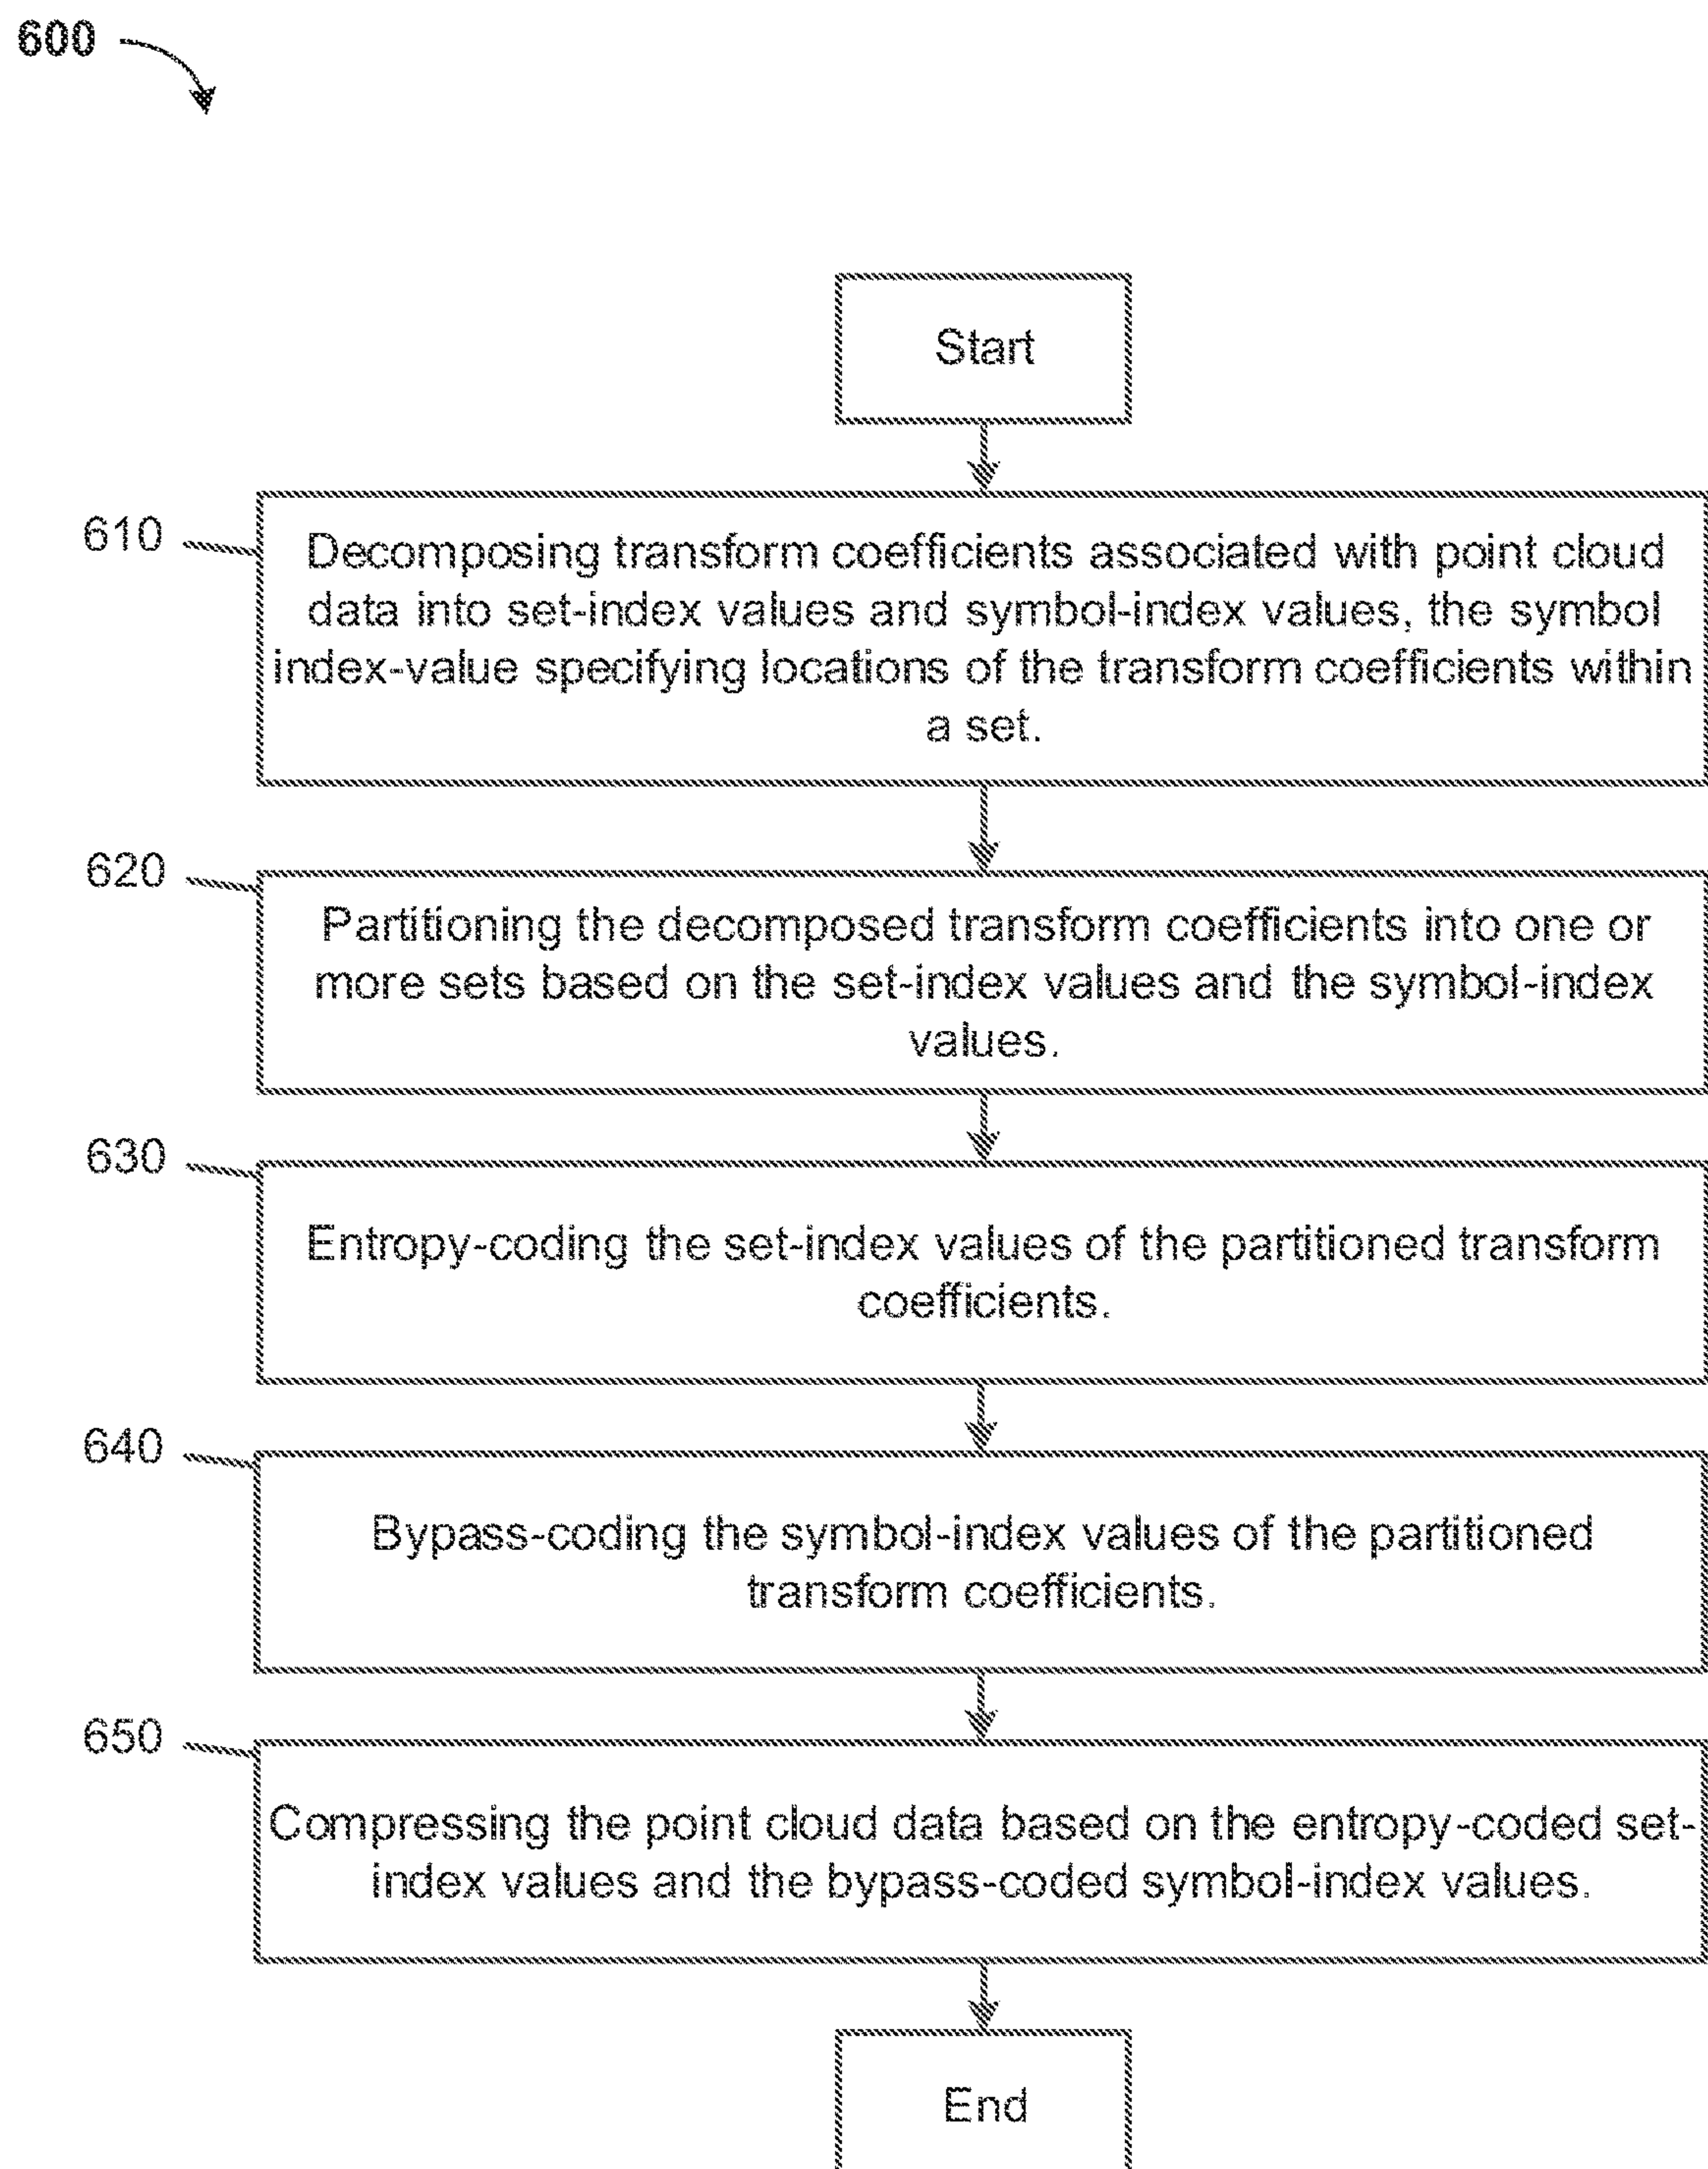 600
Start
610
Decomposing transform coefficients associated with point cloud
data into set-index values and symbol-index values, the symbol
index-value specifying locations of the transform coefficients within
a set.
620
Partitioning the decomposed transform coefficients into one or
more sets based on the set-index values and the symbol-index
values.
630
Entropy-coding the set-index values of the partitioned transform
coefficients.
640
Bypass-coding the symbol-index values of the partitioned
transform coefficients.
650
Compressing the point cloud data based on the entropy-coded set-
index values and the bypass-coded symbol-index values.
End